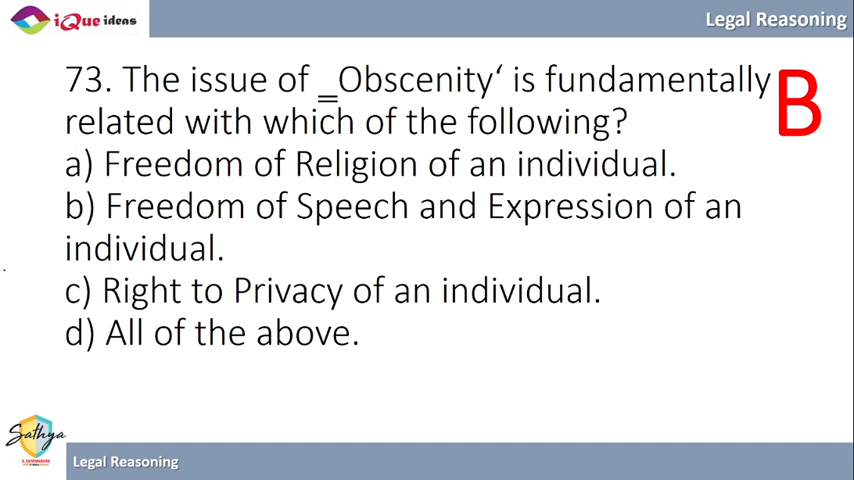 iQue ideas
Legal Reasoning
73. The issue of ‗Obscenity‘ is fundamentally
B
related with which of the following?
a) Freedom of Religion of an individual.
b) Freedom of Speech and Expression of an
individual.
c) Right to Privacy of an individual.
d) All of the above.
Sathya
Legal Reasoning